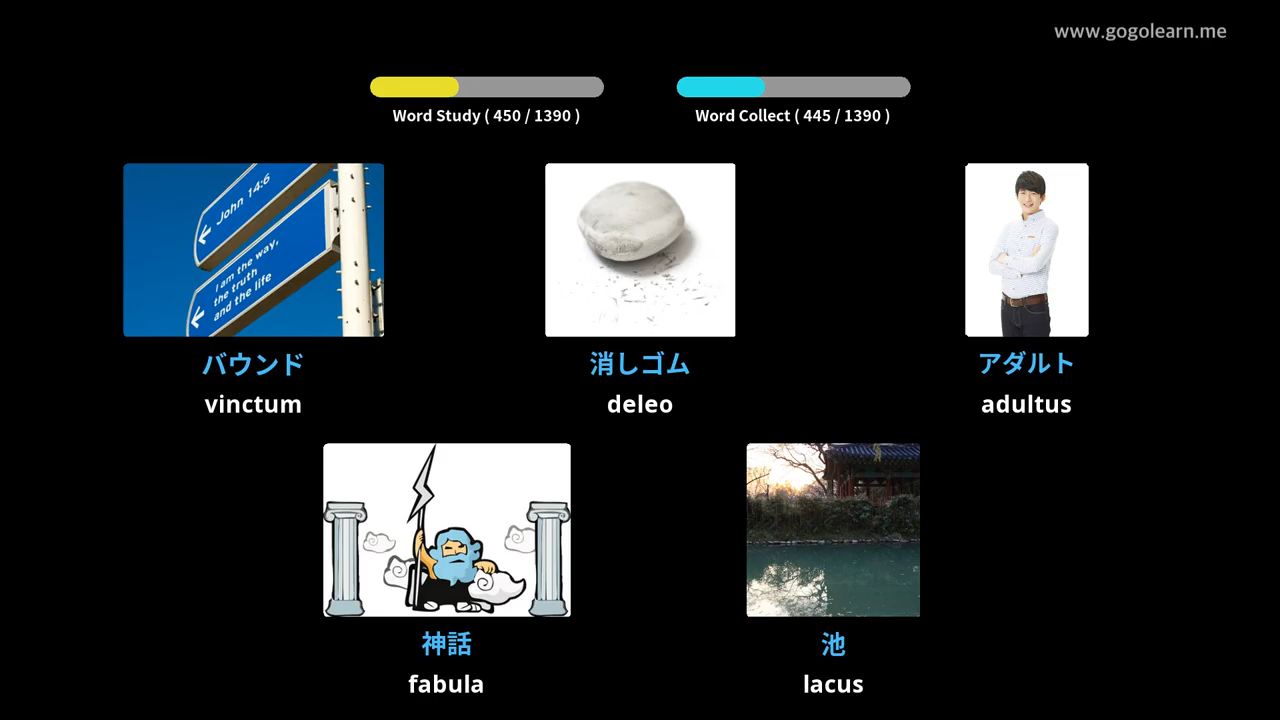 www.gogolearn.me
Word Study ( 450 / 1390 )
Word Collect ( 445 / 1390 )
John 14:6
I am the way,
the truth
and the life
バウンド
vinctum
消しゴム
deleo
アダルト
adultus
神話
fabula
池
lacus